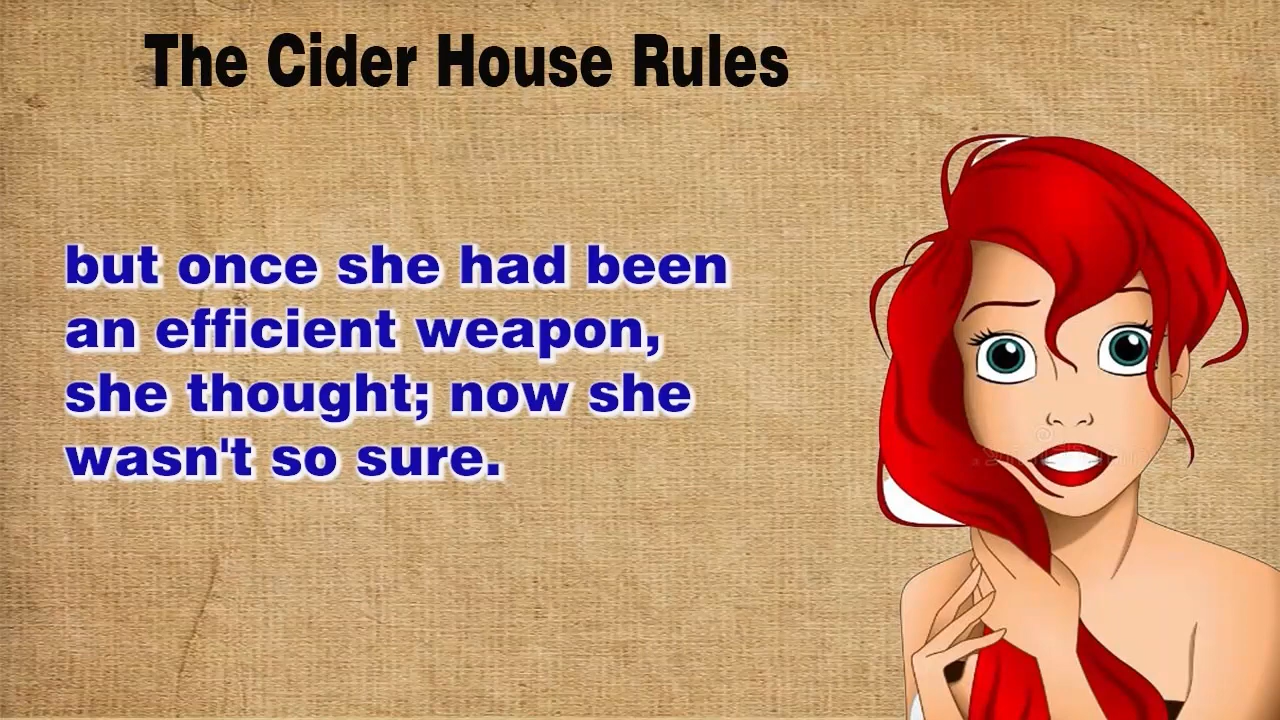 The Cider House Rules
but once she had been
an efficient weapon,
she thought; now she
wasn't so sure.